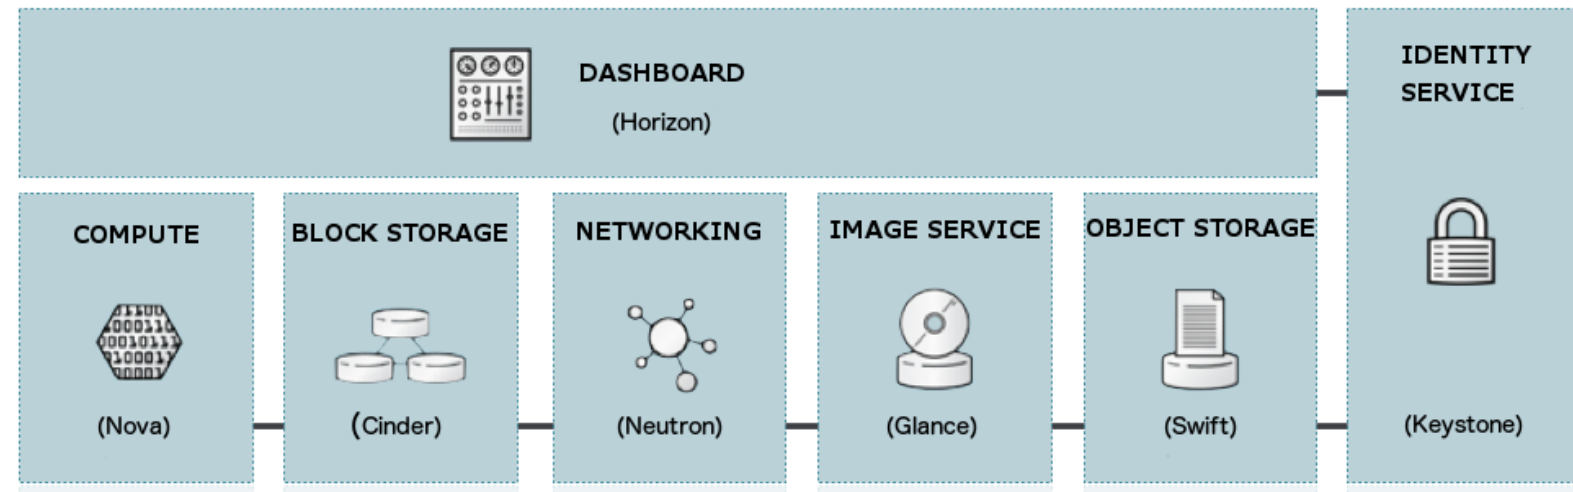 DASHBOARD
(Horizon)
IDENTITY
SERVICE
(Keystone)
COMPUTE
(Nova)
BLOCK STORAGE
(Cinder)
NETWORKING
(Neutron)
IMAGE SERVICE
(Glance)
OBJECT STORAGE
(Swift)